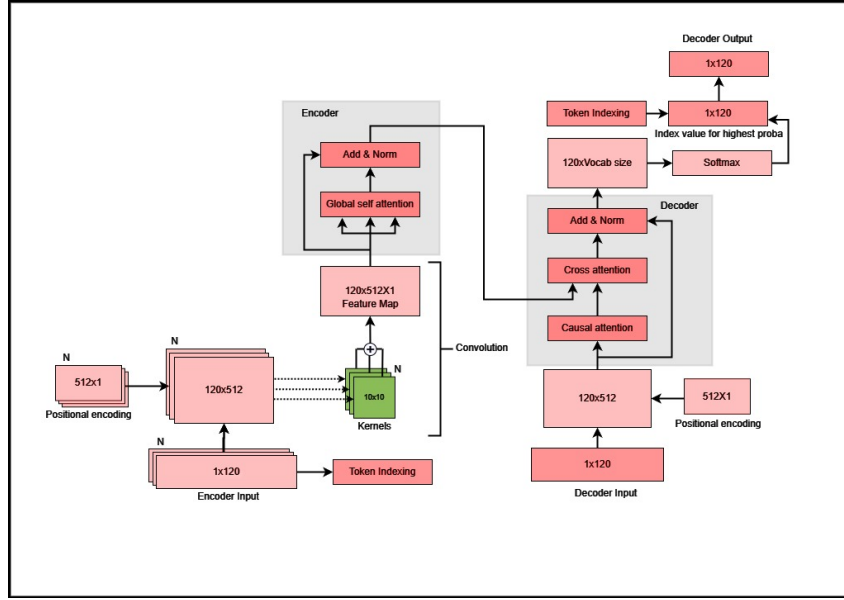 Decoder Output
1x120
Token Indexing
1x120
Index value for highest proba
120xVocab size
Softmax
Encoder
Add & Norm
Global self attention
Decoder
Add & Norm
Cross attention
Causal attention
120x512X1
Feature Map
Convolution
N
512x1
Positional encoding
N
120x512
N
10x10
Kernels
120x512
512X1
Positional encoding
N
1x120
Encoder Input
Token Indexing
1x120
Decoder Input